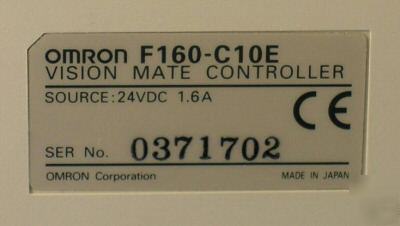 OMRON F160-C10E
VISION MATE CONTROLLER
SOURCE:24VDC 1.6A
CE
SER No. 0371702
OMRON Corporation MADE IN JAPAN